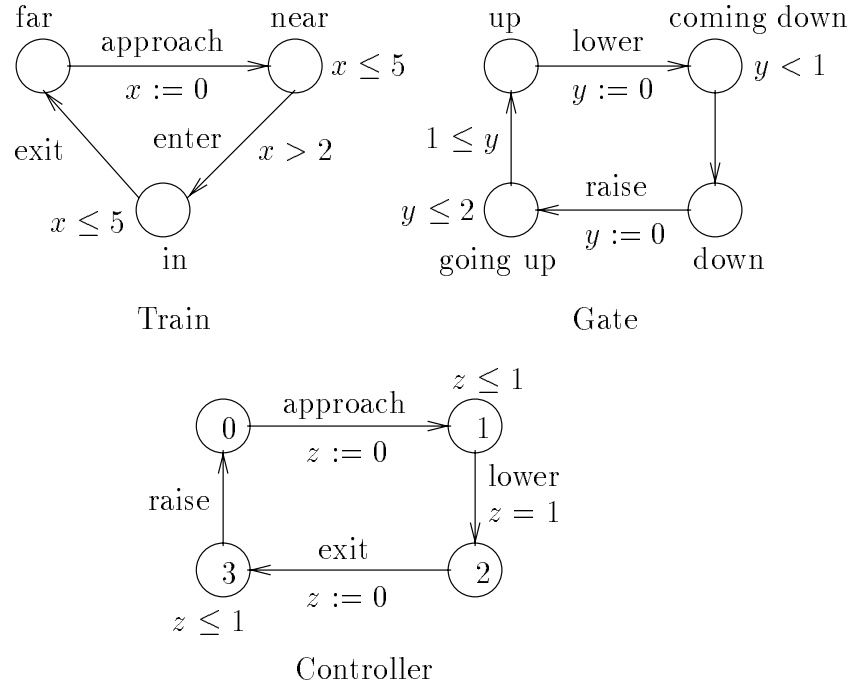 far
near
approach
x := 0
x ≤ 5
enter
x > 2
exit
x ≤ 5
in
Train
up
coming down
lower
y := 0
y < 1
1 ≤ y
y ≤ 2
raise
y := 0
going up
down
Gate
z ≤ 1
approach
z := 0
0
1
lower
z = 1
raise
exit
z := 0
3
2
z ≤ 1
Controller